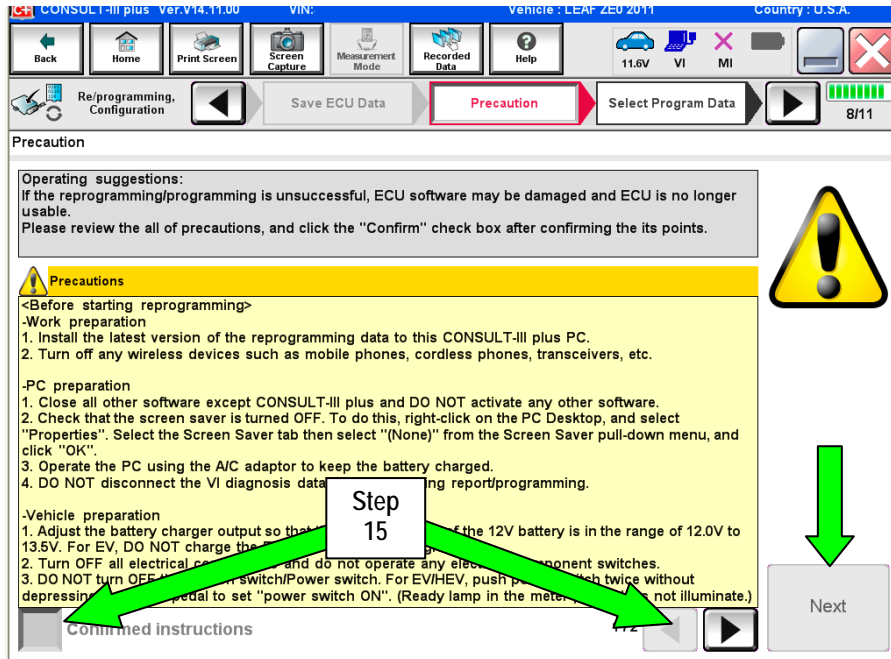 CONSULT-III plus Ver.V14.11.00 VIN: Vehicle : LEAF ZE0 2011 Country : U.S.A.
Back Home Print Screen Screen Capture Measurement Mode Recorded Data Help 11.6V VI MI
Re/programming, Configuration Save ECU Data Precaution Select Program Data 8/11
Precaution
Operating suggestions:
If the reprogramming/programming is unsuccessful, ECU software may be damaged and ECU is no longer
usable.
Please review the all of precautions, and click the "Confirm" check box after confirming the its points.
Precautions
<Before starting reprogramming>
-Work preparation
1. Install the latest version of the reprogramming data to this CONSULT-III plus PC.
2. Turn off any wireless devices such as mobile phones, cordless phones, transceivers, etc.
-PC preparation
1. Close all other software except CONSULT-III plus and DO NOT activate any other software.
2. Check that the screen saver is turned OFF. To do this, right-click on the PC Desktop, and select
"Properties". Select the Screen Saver tab then select "(None)" from the Screen Saver pull-down menu, and
click "OK".
3. Operate the PC using the A/C adaptor to keep the battery charged.
4. DO NOT disconnect the VI diagnosis data report/programming.
-Vehicle preparation
1. Adjust the battery charger output so that of the 12V battery is in the range of 12.0V to
13.5V. For EV, DO NOT charge the
2. Turn OFF all electrical and do not operate any component switches.
3. DO NOT turn switch/Power switch. For EV/HEV, push twice without
to set "power switch ON". (Ready lamp in the not illuminate.)
Step
15
Confirmed instructions
Next